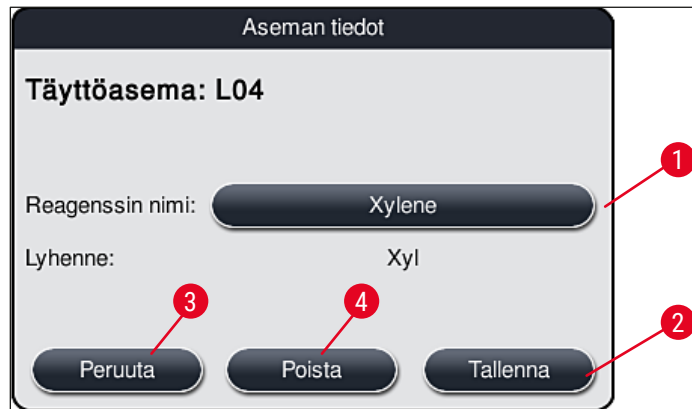 Aseman tiedot
Täyttöasema: L04
1
Reagenssin nimi: Xylene
Lyhenne: Xyl
3
4
2
Peruuta Poista Tallenna